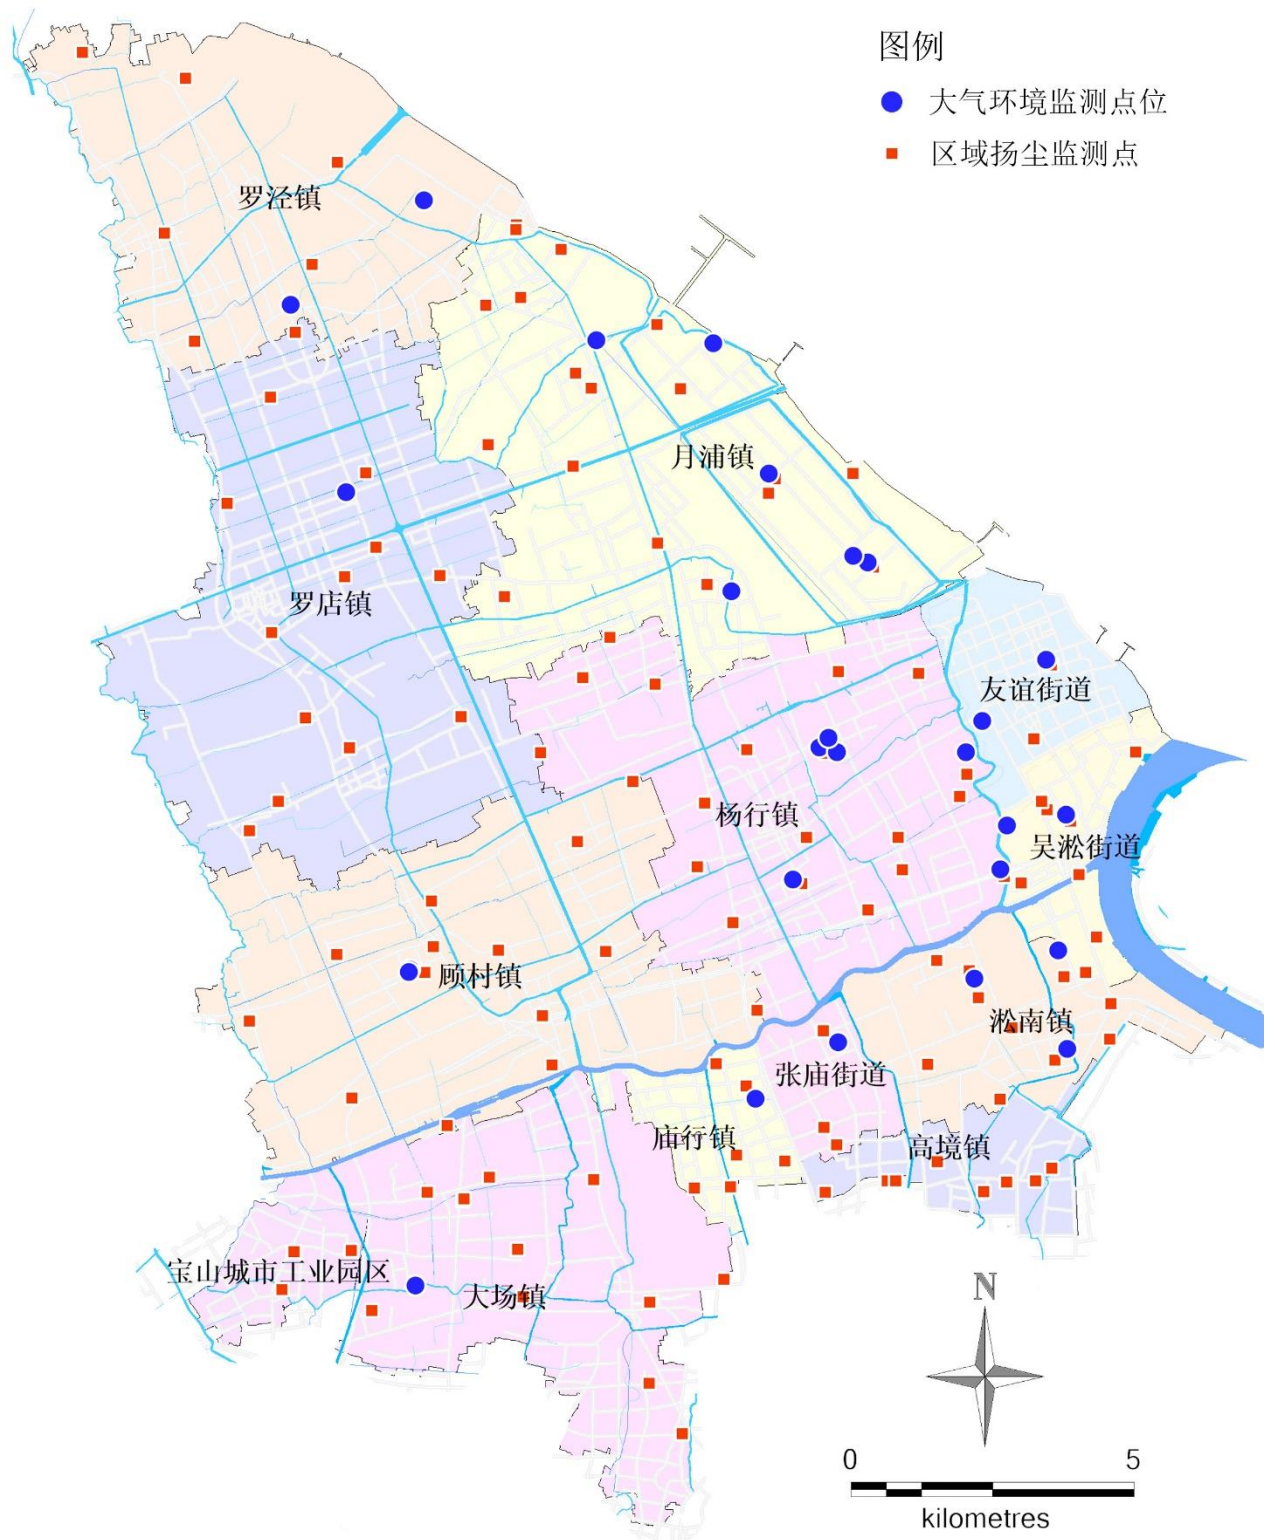 图例
大气环境监测点位
区域扬尘监测点
罗泾镇
月浦镇
罗店镇
友谊街道
杨行镇
吴淞街道
顾村镇
淞南镇
张庙街道
庙行镇
高境镇
宝山城市工业园区
大场镇
N
0 5
kilometres